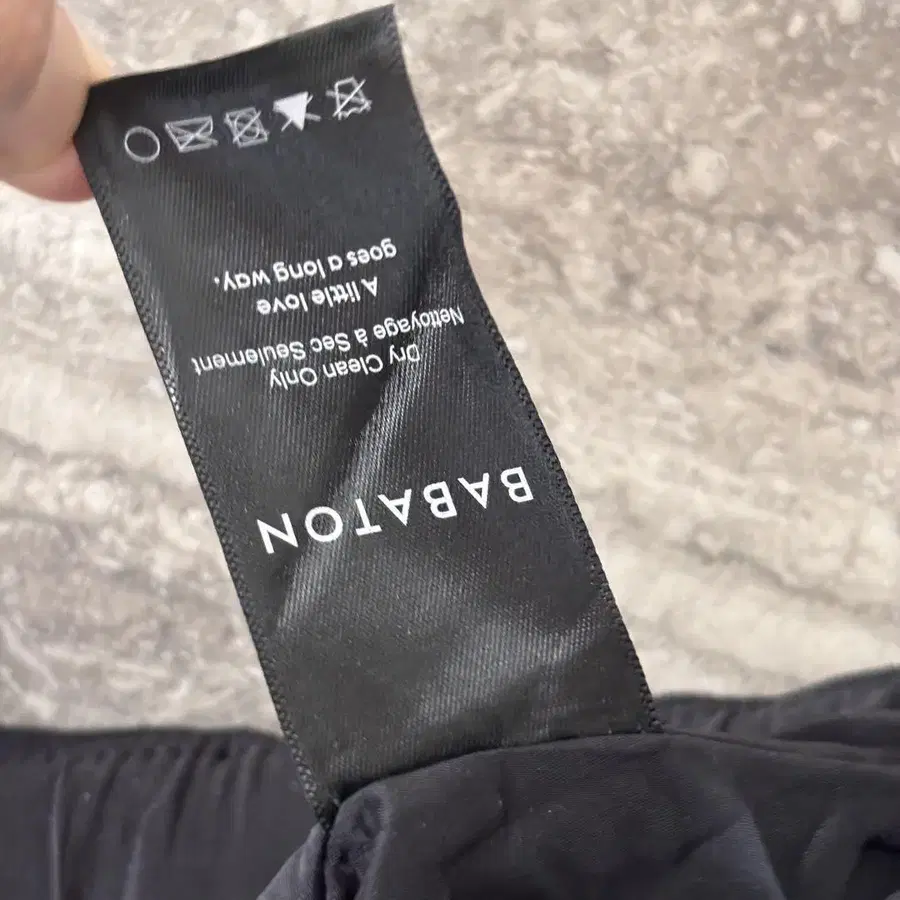 BABATON
Dry Clean Only
Nettoyage à Sec Seulement
A little love
goes a long way.